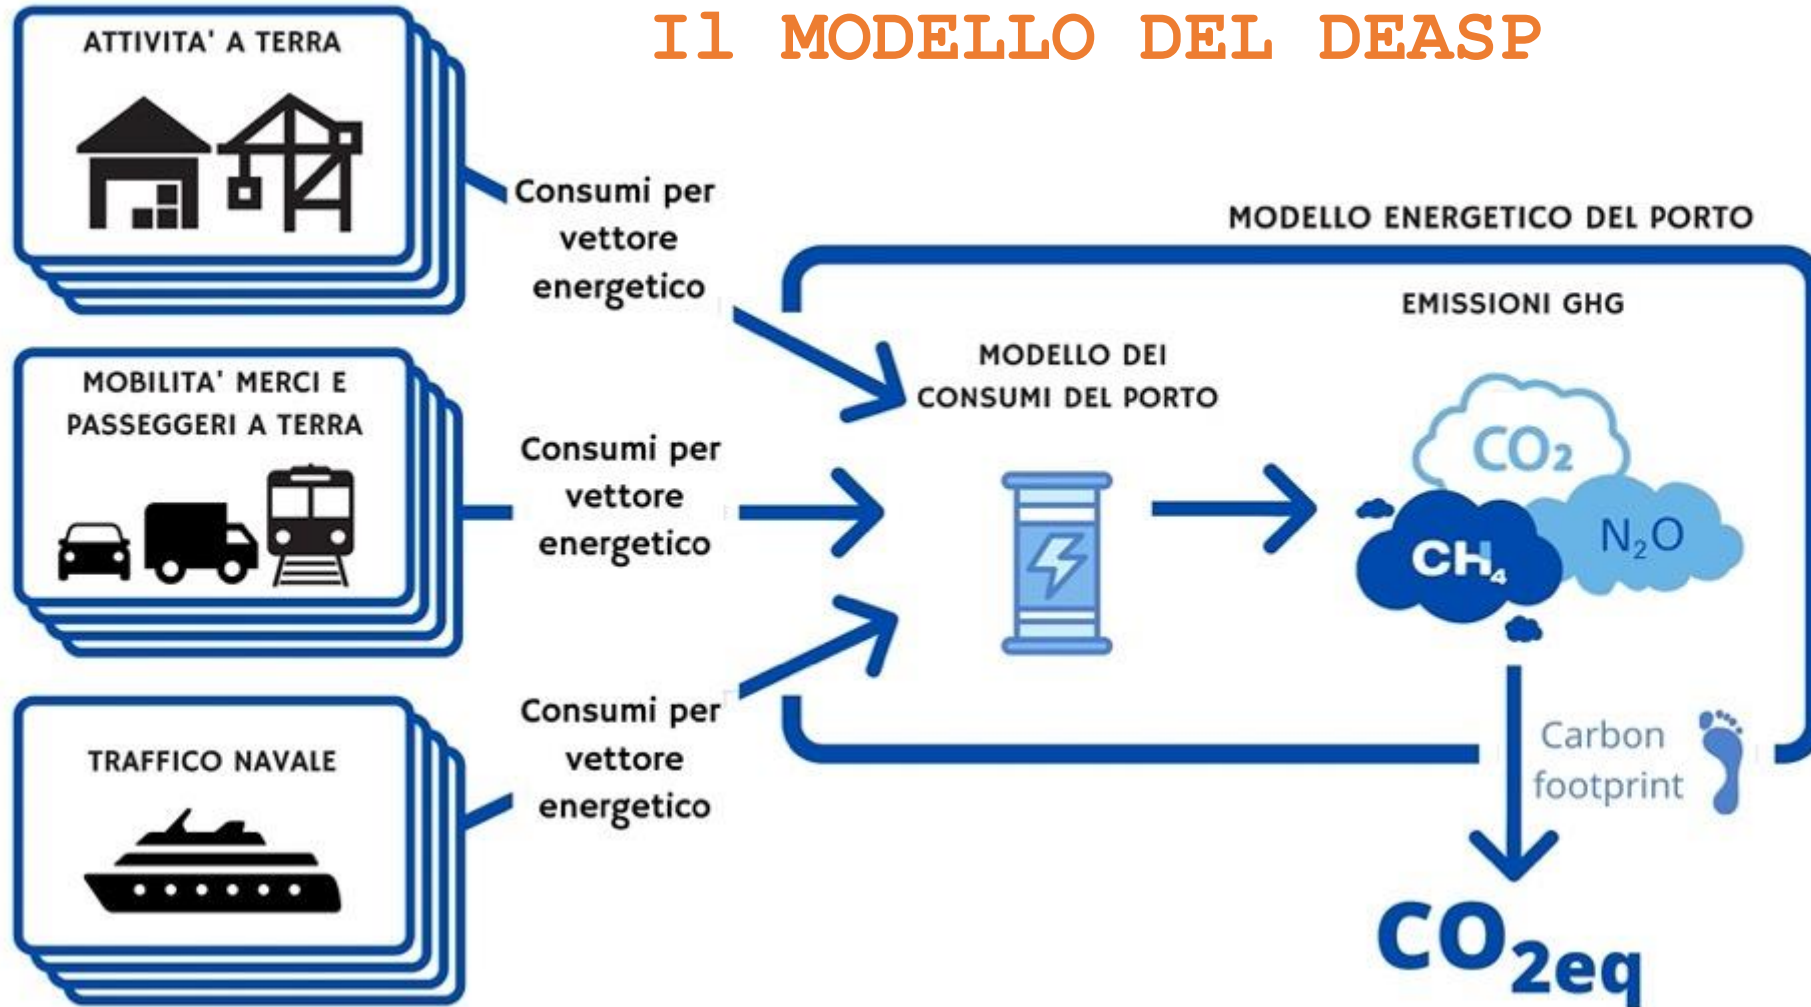 Il MODELLO DEL DEASP
ATTIVITA' A TERRA
Consumi per
vettore
energetico
MOBILITA' MERCI E
PASSEGGERI A TERRA
Consumi per
vettore
energetico
TRAFFICO NAVALE
Consumi per
vettore
energetico
MODELLO ENERGETICO DEL PORTO
MODELLO DEI
CONSUMI DEL PORTO
EMISSIONI GHG
CO₂
CH₄
N₂O
Carbon
footprint
CO₂eq